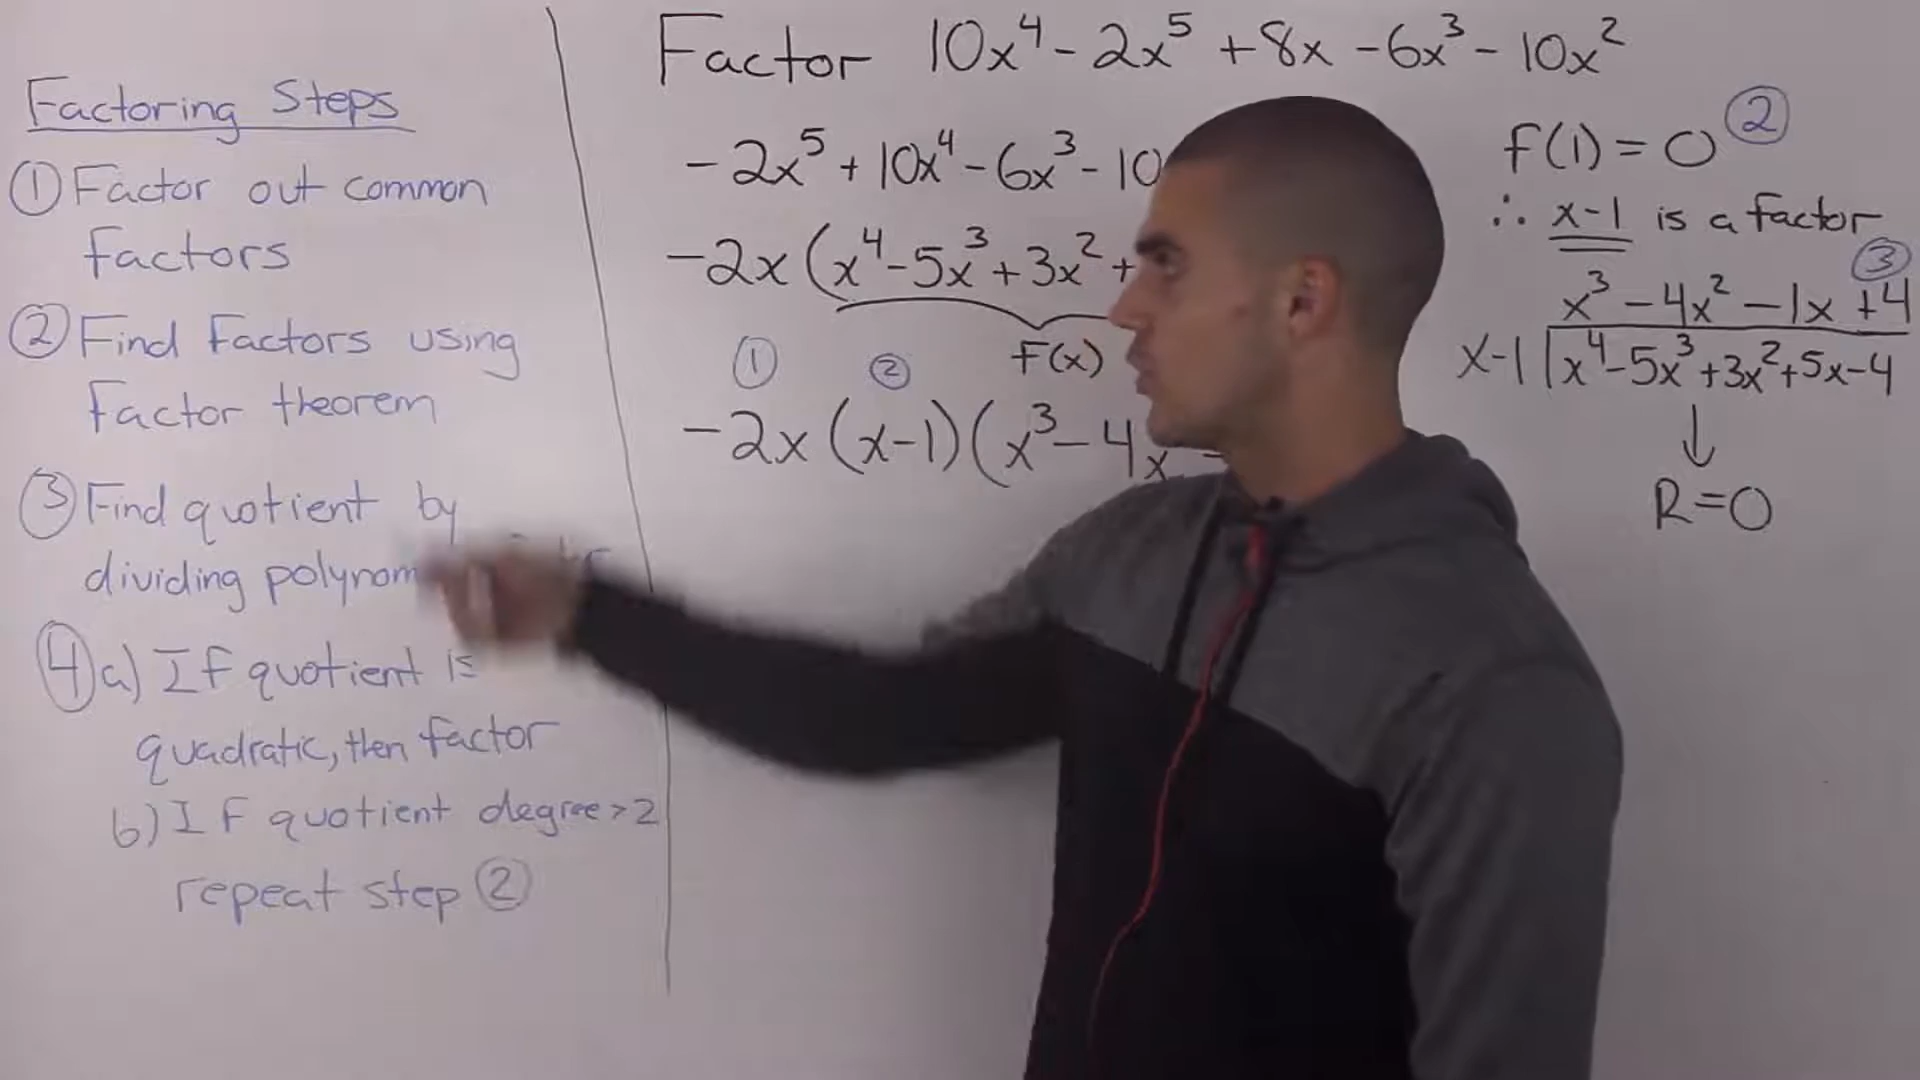 Factoring Steps
① Factor out common
factors
② Find factors using
factor theorem
③ Find quotient by
dividing
④ a) If quotient is
quadratic, then factor
b) If quotient degree > 2
repeat step ②
Factor 10x⁴ - 2x⁵ + 8x - 6x³ - 10x²
-2x⁵ + 10x⁴ - 6x³ - 10
-2x (x⁴ - 5x³ + 3x² +
f(x)
① ②
-2x (x-1) (x³ - 4x -
f(1) = 0 ②
∴ x-1 is a factor
③
x³ - 4x² - 1x + 4
x-1 | x⁴ - 5x³ + 3x² + 5x - 4
↓
R = 0